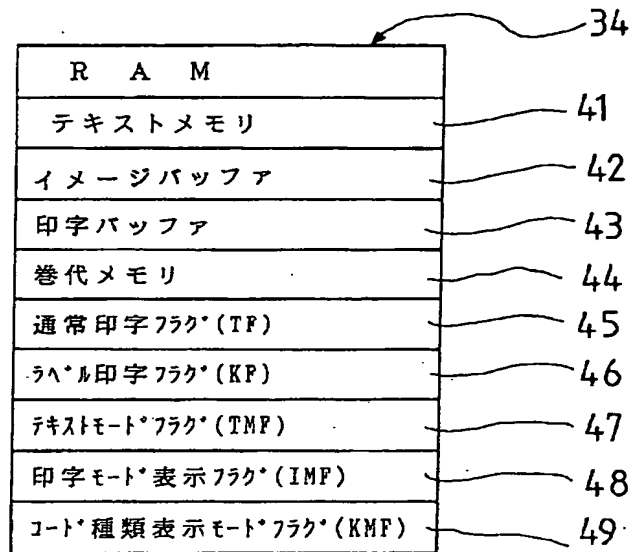 34
R A M
テキストメモリ 41
イメージバッファ 42
印字バッファ 43
巻代メモリ 44
通常印字ﾌﾗｸﾞ(TF) 45
ﾗﾍﾞﾙ印字ﾌﾗｸﾞ(KF) 46
ﾃｷｽﾄﾓｰﾄﾞﾌﾗｸﾞ(TMF) 47
印字ﾓｰﾄﾞ表示ﾌﾗｸﾞ(IMF) 48
ｺｰﾄﾞ種類表示ﾓｰﾄﾞﾌﾗｸﾞ(KMF) 49